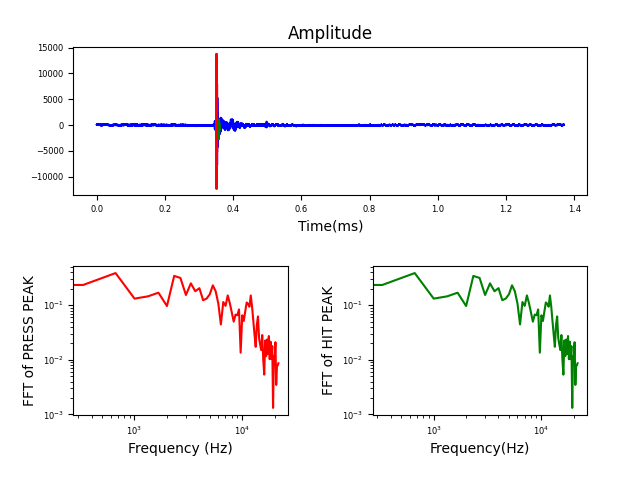 Amplitude
15000
10000
5000
0
−5000
−10000
0.0 0.2 0.4 0.6 0.8 1.0 1.2 1.4
Time(ms)
FFT of PRESS PEAK
10⁻¹
10⁻²
10⁻³
10³ 10⁴
Frequency (Hz)
FFT of HIT PEAK
10⁻¹
10⁻²
10⁻³
10³ 10⁴
Frequency(Hz)